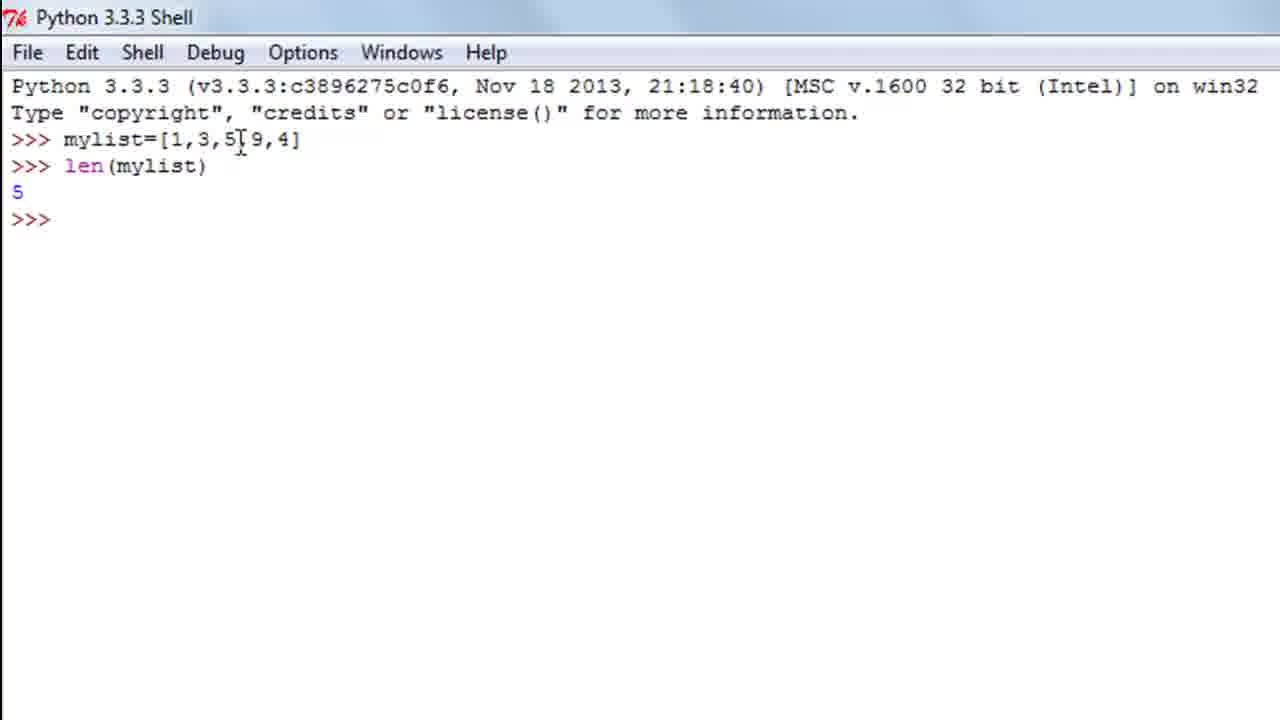 Python 3.3.3 Shell
File Edit Shell Debug Options Windows Help
Python 3.3.3 (v3.3.3:c3896275c0f6, Nov 18 2013, 21:18:40) [MSC v.1600 32 bit (Intel)] on win32
Type "copyright", "credits" or "license()" for more information.
>>> mylist=[1,3,5,9,4]
>>> len(mylist)
5
>>>